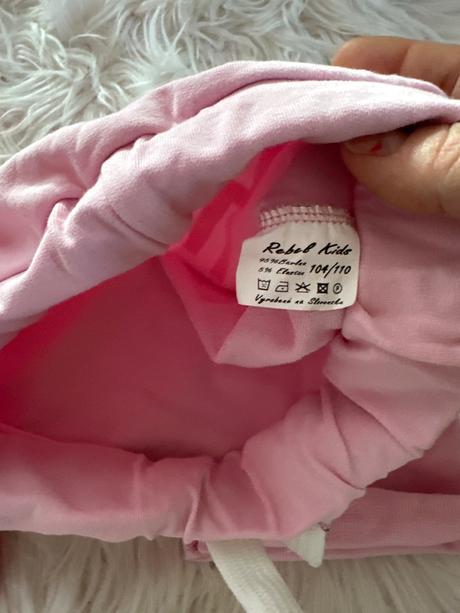 Rebel Kids
95% Bavlna
5% Elastan 104/110
Vyrobené na Slovensku